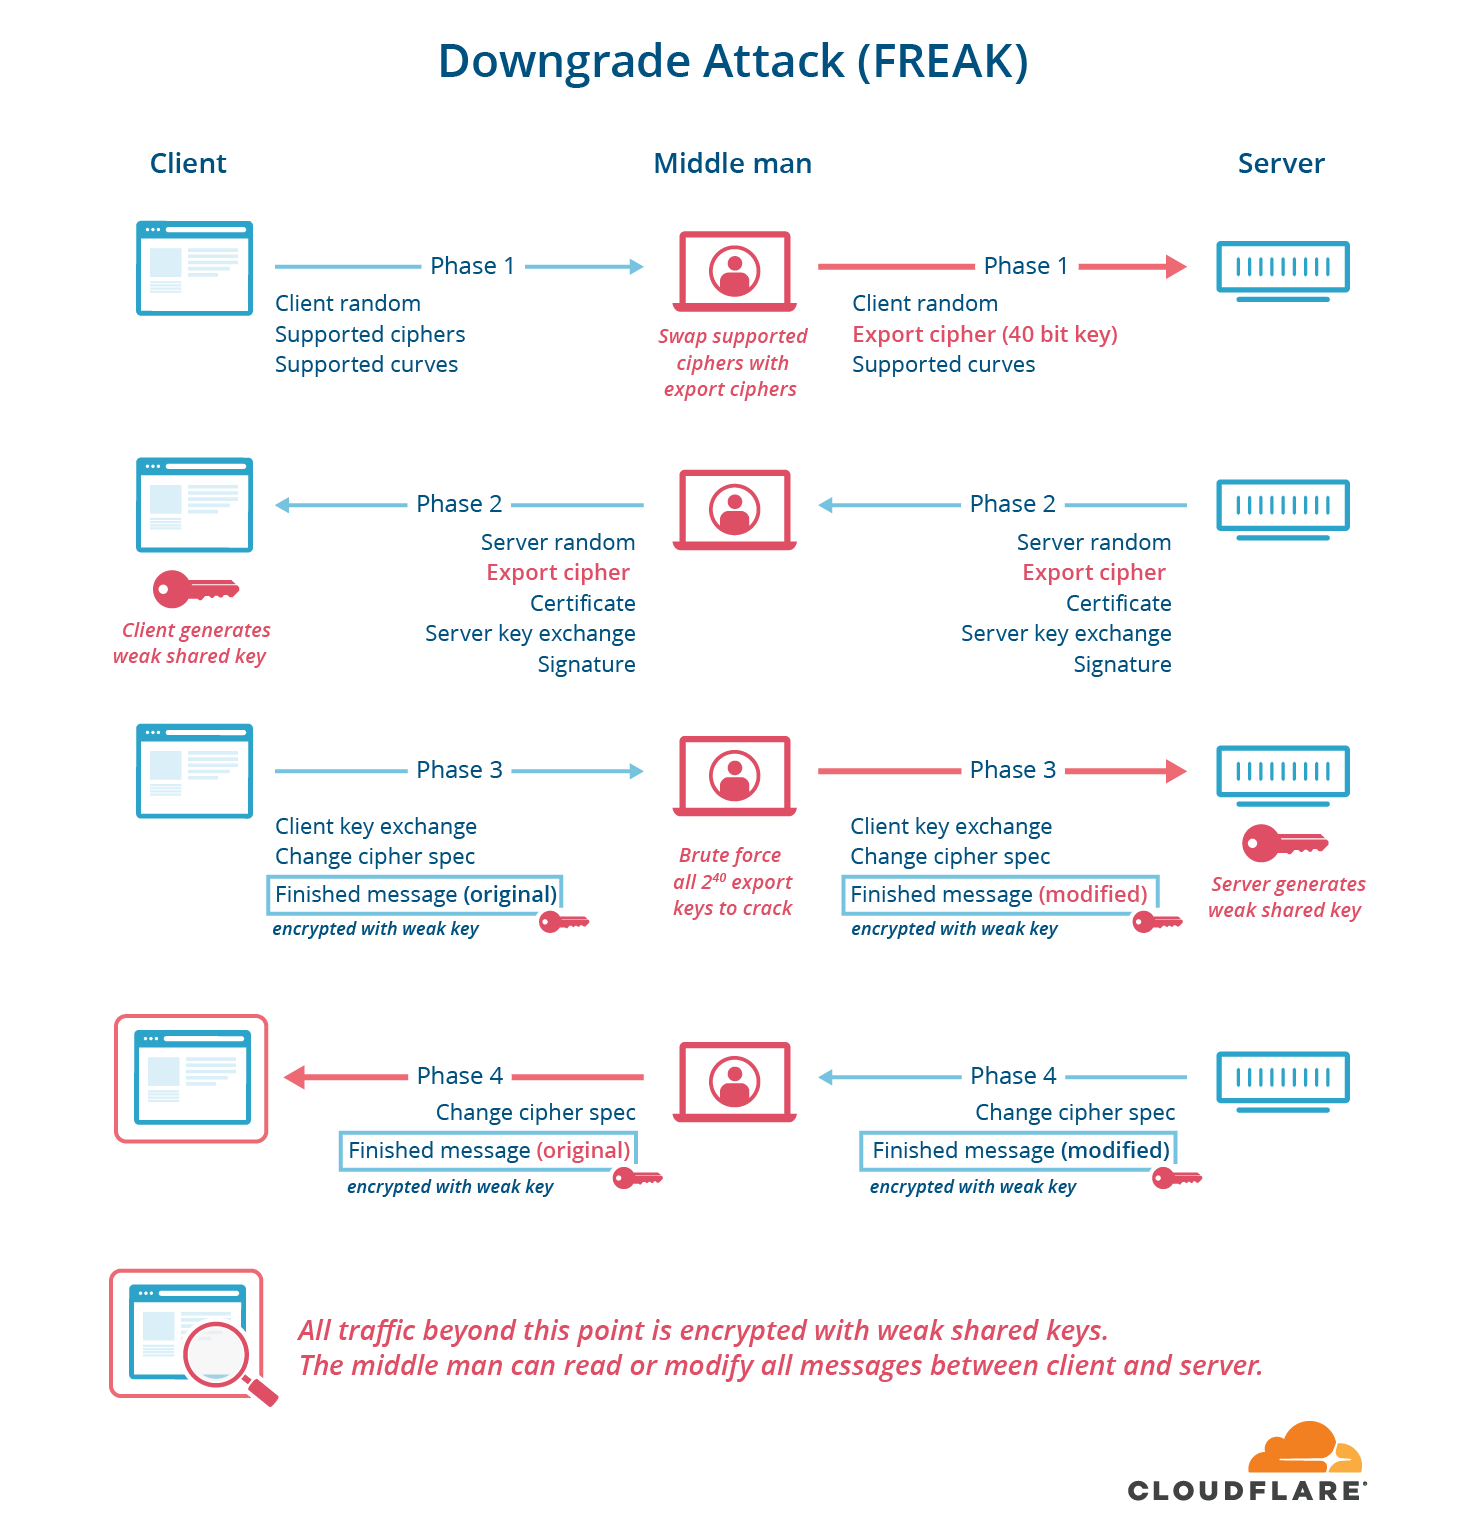 Downgrade Attack (FREAK)
Client
Middle man
Server
Phase 1
Client random
Supported ciphers
Supported curves
Swap supported
ciphers with
export ciphers
Phase 1
Client random
Export cipher (40 bit key)
Supported curves
Client generates
weak shared key
Phase 2
Server random
Export cipher
Certificate
Server key exchange
Signature
Phase 2
Server random
Export cipher
Certificate
Server key exchange
Signature
Phase 3
Client key exchange
Change cipher spec
Finished message (original)
encrypted with weak key
Brute force
all 2⁴⁰ export
keys to crack
Phase 3
Client key exchange
Change cipher spec
Finished message (modified)
encrypted with weak key
Server generates
weak shared key
Phase 4
Change cipher spec
Finished message (original)
encrypted with weak key
Phase 4
Change cipher spec
Finished message (modified)
encrypted with weak key
All traffic beyond this point is encrypted with weak shared keys.
The middle man can read or modify all messages between client and server.
CLOUDFLARE